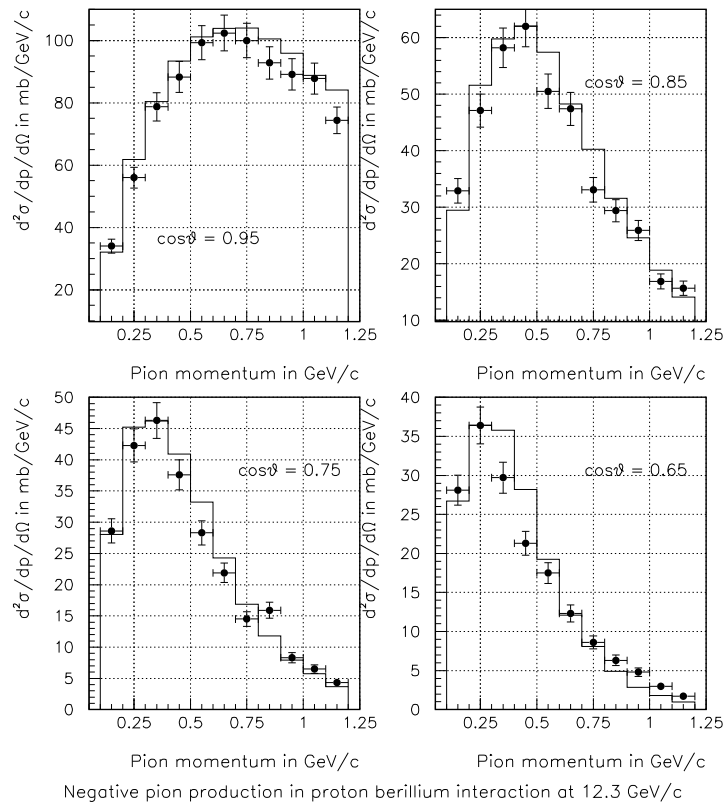 d²σ/dp/dΩ in mb/GeV/c
100
80
60
40
20
cosϑ = 0.95
0.25 0.5 0.75 1 1.25
Pion momentum in GeV/c
d²σ/dp/dΩ in mb/GeV/c
60
50
40
30
20
10
cosϑ = 0.85
0.25 0.5 0.75 1 1.25
Pion momentum in GeV/c
d²σ/dp/dΩ in mb/GeV/c
50
45
40
35
30
25
20
15
10
5
0
cosϑ = 0.75
0.25 0.5 0.75 1 1.25
Pion momentum in GeV/c
d²σ/dp/dΩ in mb/GeV/c
40
35
30
25
20
15
10
5
0
cosϑ = 0.65
0.25 0.5 0.75 1 1.25
Pion momentum in GeV/c
Negative pion production in proton berillium interaction at 12.3 GeV/c